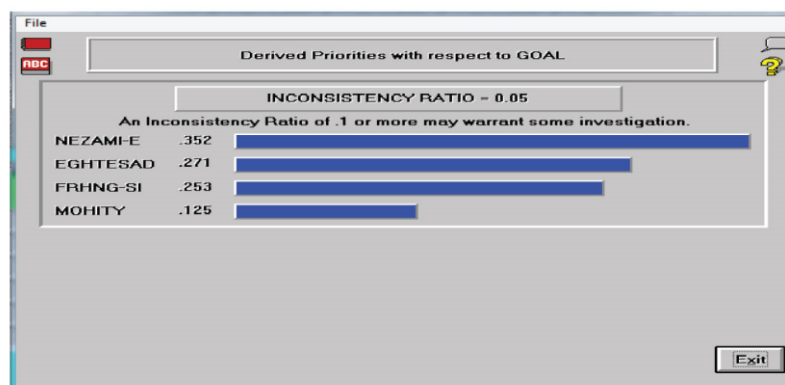 File
ABC
Derived Priorities with respect to GOAL
?
INCONSISTENCY RATIO = 0.05
An Inconsistency Ratio of .1 or more may warrant some investigation.
NEZAMI-E .352
EGHTESAD .271
FRHNG-SI .253
MOHITY .125
Exit